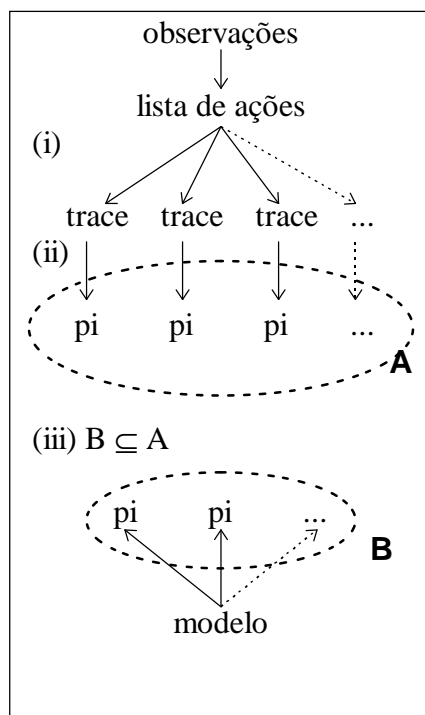 observações
lista de ações
(i)
trace trace trace ...
(ii)
pi pi pi ...
A
(iii) B ⊆ A
pi pi ...
B
modelo